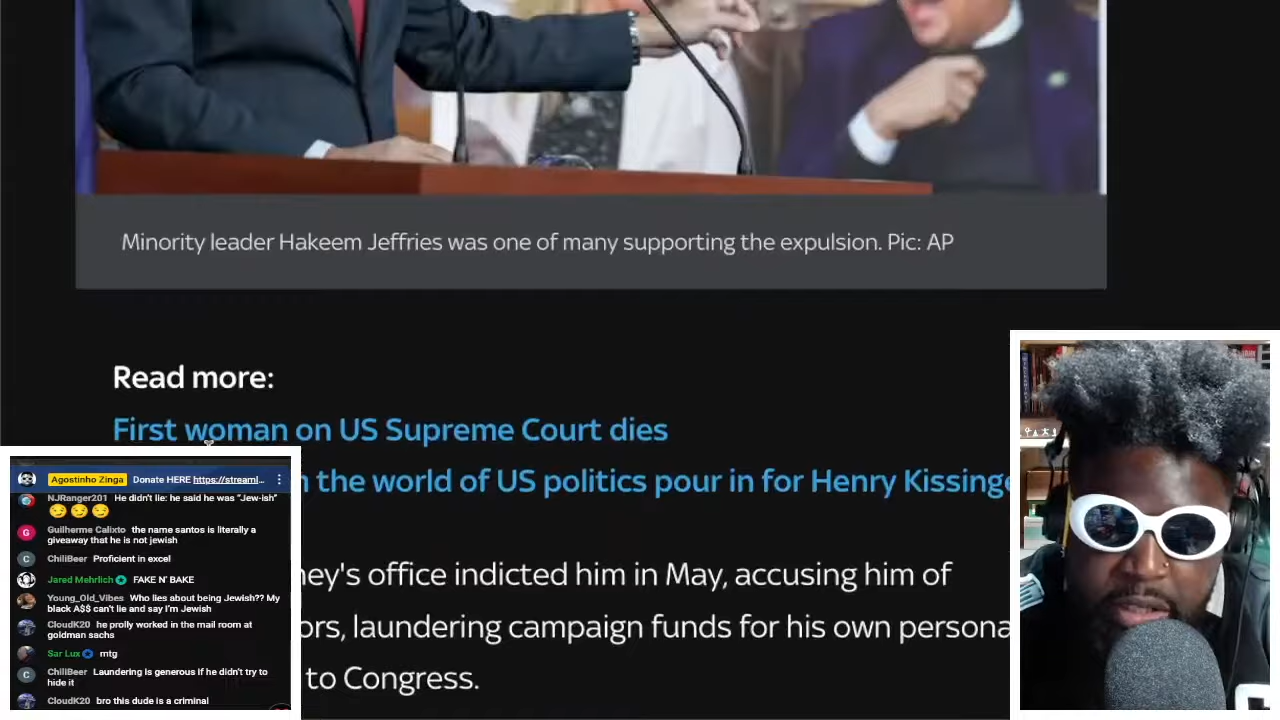 Minority leader Hakeem Jeffries was one of many supporting the expulsion. Pic: AP
Read more:
First woman on US Supreme Court dies
the world of US politics pour in for Henry Kissinge
ney's office indicted him in May, accusing him of
ors, laundering campaign funds for his own persona
to Congress.
Agostinho Zinga Donate HERE https://streaml...
NJRanger201 He didn't lie: he said he was "Jew-ish"
Guilherme Calixto the name santos is literally a
giveaway that he is not jewish
ChiliBeer Proficient in excel
Jared Mehrlich FAKE N' BAKE
Young_Old_Vibes Who lies about being Jewish?? My
black A$$ can't lie and say I'm Jewish
CloudK20 he prolly worked in the mail room at
goldman sachs
Sar Lux mtg
ChiliBeer Laundering is generous if he didn't try to
hide it
CloudK20 bro this dude is a criminal